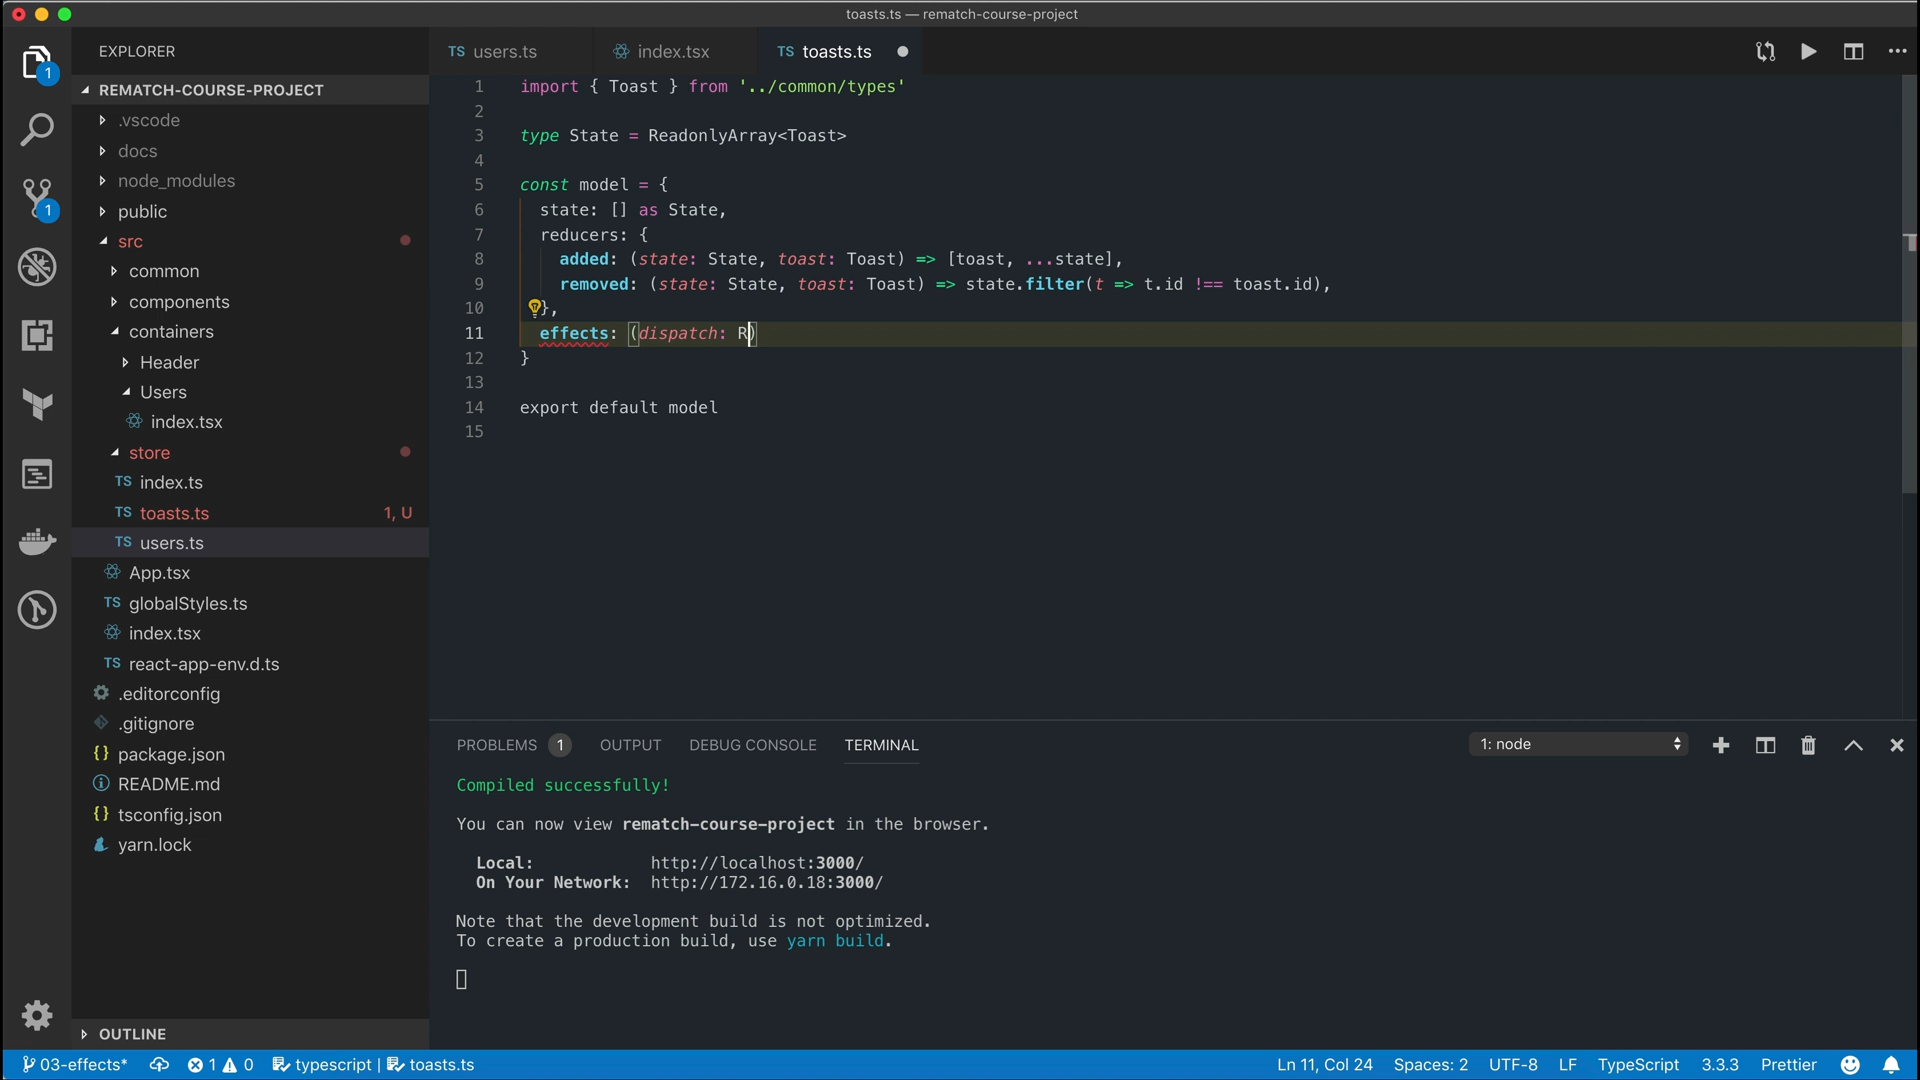 toasts.ts — rematch-course-project
EXPLORER
REMATCH-COURSE-PROJECT
.vscode
docs
node_modules
public
src
common
components
containers
Header
Users
index.tsx
store
TS index.ts
TS toasts.ts 1, U
TS users.ts
App.tsx
TS globalStyles.ts
index.tsx
TS react-app-env.d.ts
.editorconfig
.gitignore
{} package.json
README.md
{} tsconfig.json
yarn.lock
OUTLINE
1
1
TS users.ts
index.tsx
TS toasts.ts
1 import { Toast } from '../common/types'
2
3 type State = ReadonlyArray<Toast>
4
5 const model = {
6 state: [] as State,
7 reducers: {
8 added: (state: State, toast: Toast) => [toast, ...state],
9 removed: (state: State, toast: Toast) => state.filter(t => t.id !== toast.id),
10 },
11 effects: (dispatch: R)
12 }
13
14 export default model
15
PROBLEMS 1 OUTPUT DEBUG CONSOLE TERMINAL 1: node
Compiled successfully!
You can now view rematch-course-project in the browser.
Local: http://localhost:3000/
On Your Network: http://172.16.0.18:3000/
Note that the development build is not optimized.
To create a production build, use yarn build.
03-effects* 1 0 typescript | toasts.ts Ln 11, Col 24 Spaces: 2 UTF-8 LF TypeScript 3.3.3 Prettier